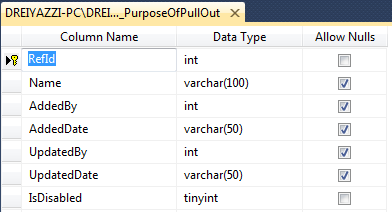 DREIYAZZI-PC\DREI..._PurposeOfPullOut
Column Name Data Type Allow Nulls
RefId int
Name varchar(100)
AddedBy int
AddedDate varchar(50)
UpdatedBy int
UpdatedDate varchar(50)
IsDisabled tinyint